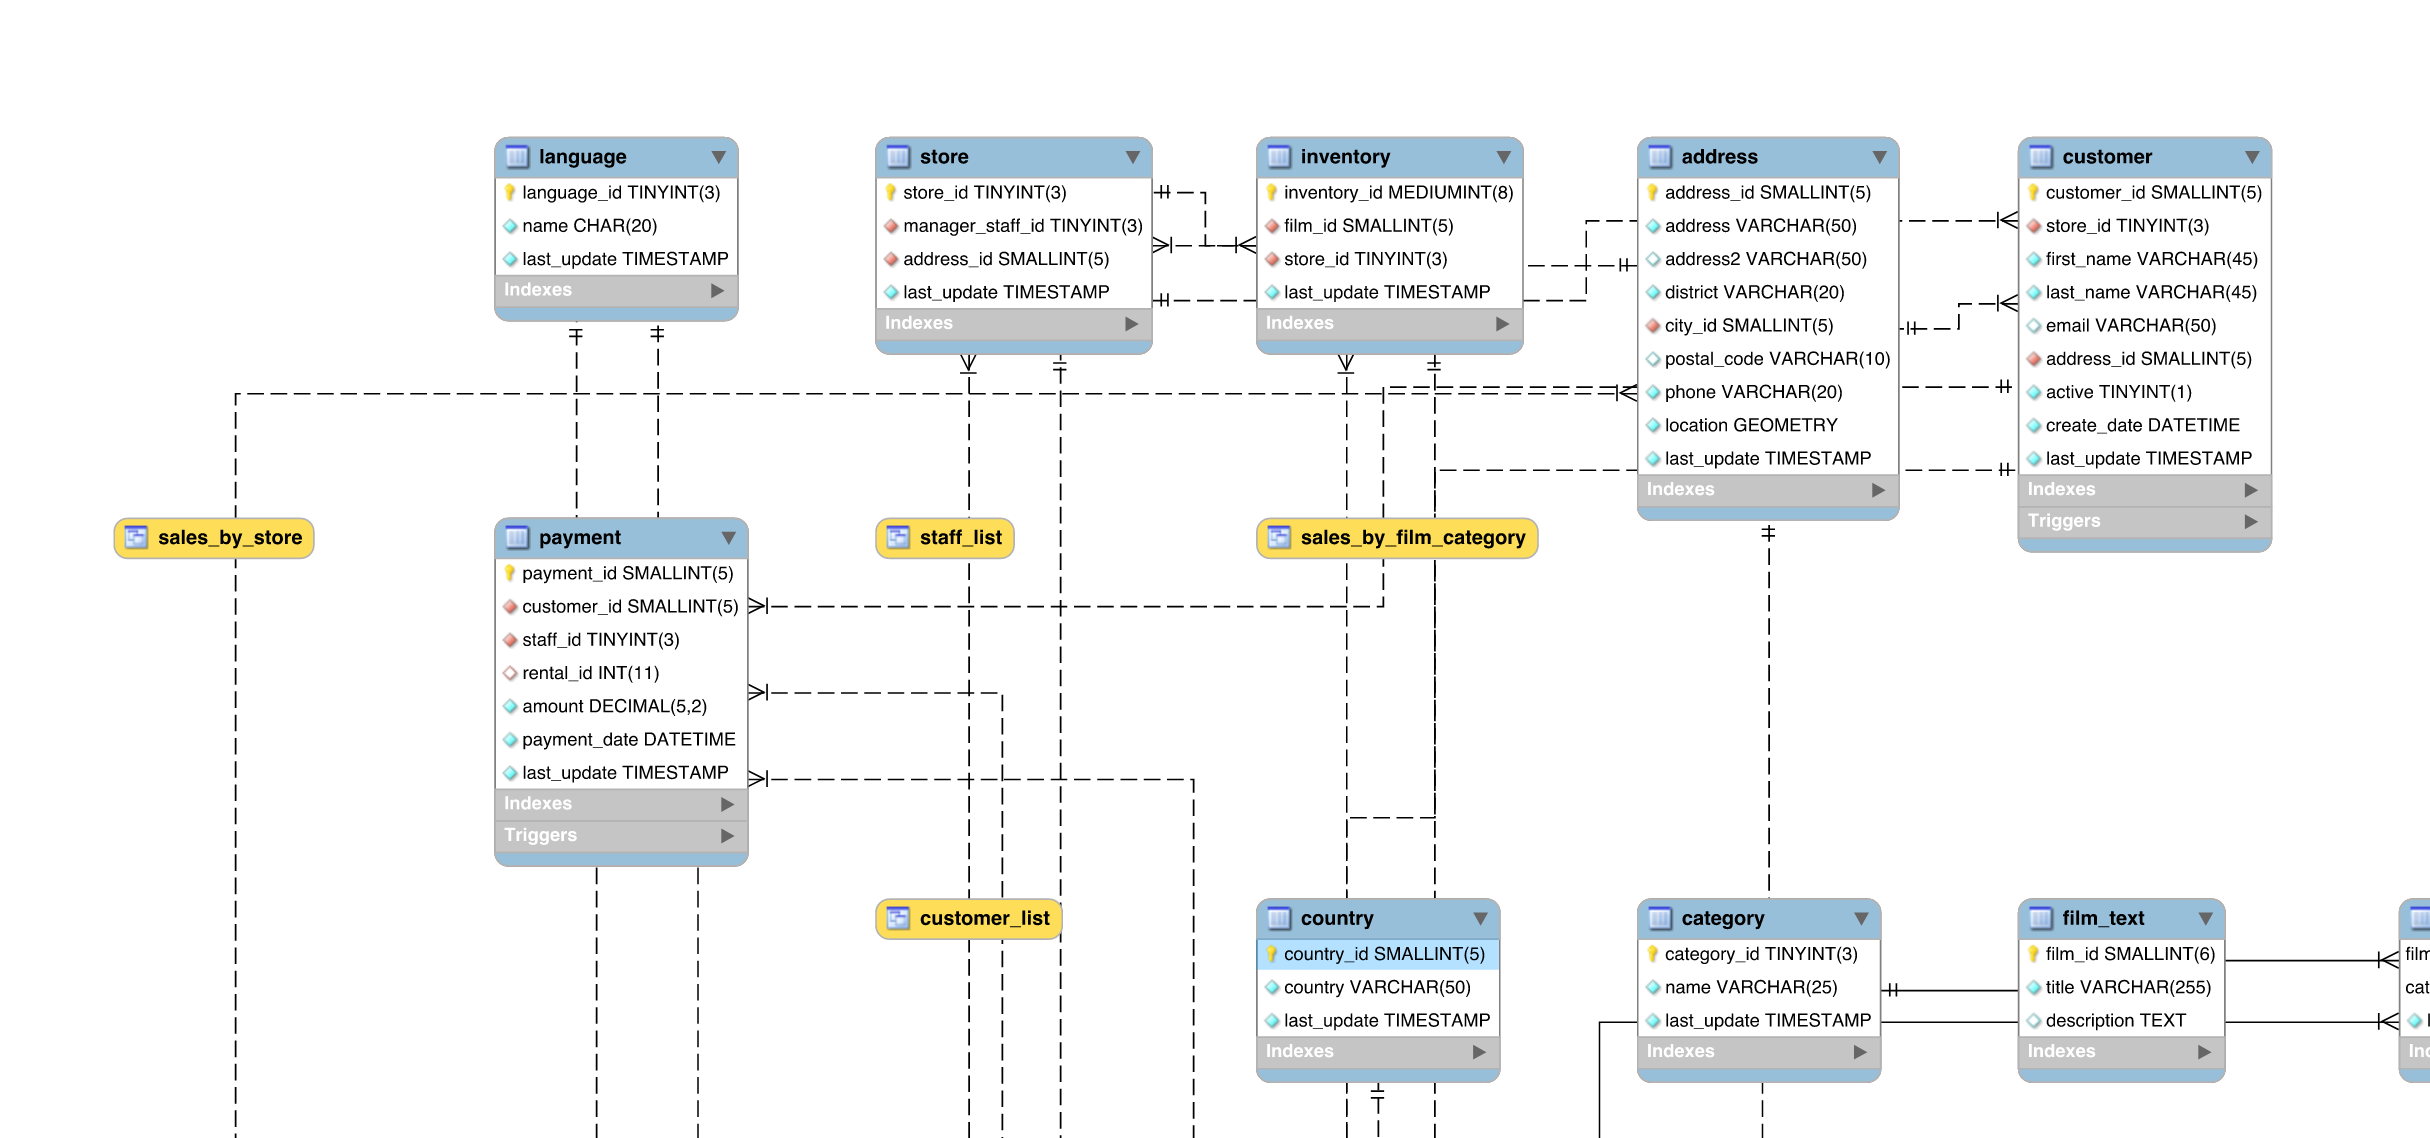 language
language_id TINYINT(3)
name CHAR(20)
last_update TIMESTAMP
Indexes
store
store_id TINYINT(3)
manager_staff_id TINYINT(3)
address_id SMALLINT(5)
last_update TIMESTAMP
Indexes
inventory
inventory_id MEDIUMINT(8)
film_id SMALLINT(5)
store_id TINYINT(3)
last_update TIMESTAMP
Indexes
address
address_id SMALLINT(5)
address VARCHAR(50)
address2 VARCHAR(50)
district VARCHAR(20)
city_id SMALLINT(5)
postal_code VARCHAR(10)
phone VARCHAR(20)
location GEOMETRY
last_update TIMESTAMP
Indexes
customer
customer_id SMALLINT(5)
store_id TINYINT(3)
first_name VARCHAR(45)
last_name VARCHAR(45)
email VARCHAR(50)
address_id SMALLINT(5)
active TINYINT(1)
create_date DATETIME
last_update TIMESTAMP
Indexes
Triggers
sales_by_store
payment
payment_id SMALLINT(5)
customer_id SMALLINT(5)
staff_id TINYINT(3)
rental_id INT(11)
amount DECIMAL(5,2)
payment_date DATETIME
last_update TIMESTAMP
Indexes
Triggers
staff_list
sales_by_film_category
customer_list
country
country_id SMALLINT(5)
country VARCHAR(50)
last_update TIMESTAMP
Indexes
category
category_id TINYINT(3)
name VARCHAR(25)
last_update TIMESTAMP
Indexes
film_text
film_id SMALLINT(6)
title VARCHAR(255)
description TEXT
Indexes